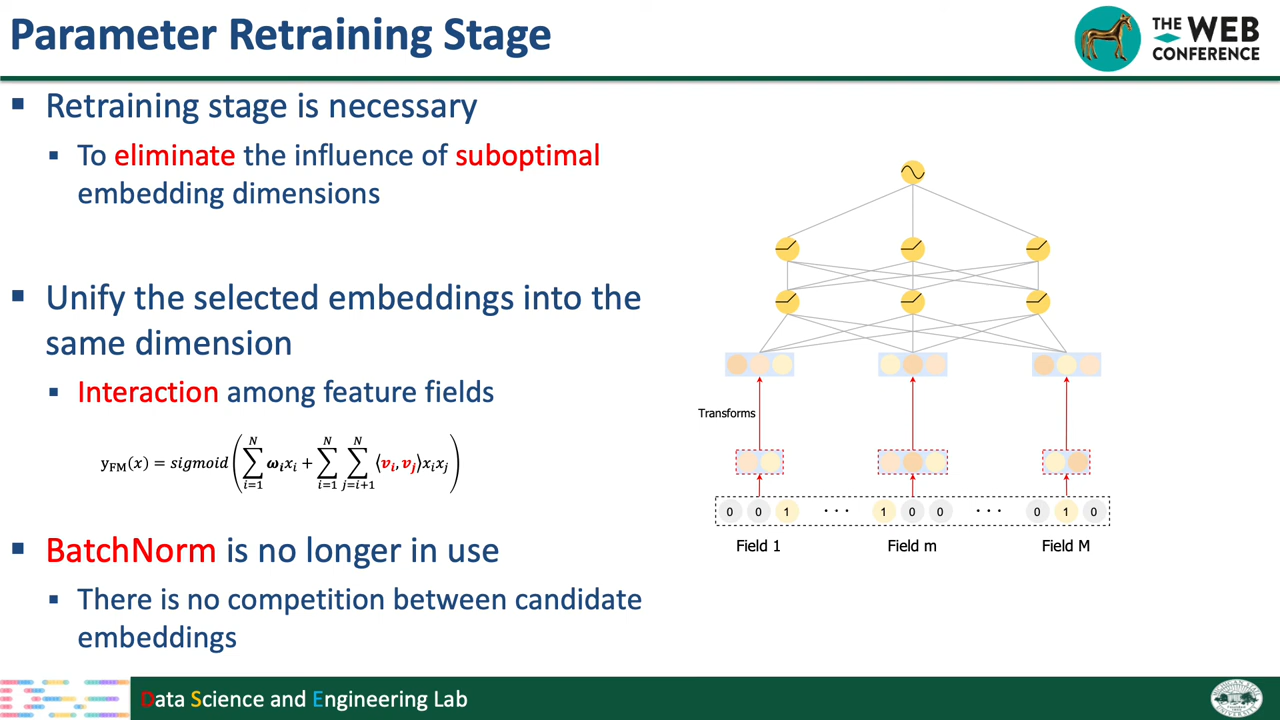 Parameter Retraining Stage
THE WEB
CONFERENCE
▪ Retraining stage is necessary
▪ To eliminate the influence of suboptimal
embedding dimensions
▪ Unify the selected embeddings into the
same dimension
▪ Interaction among feature fields
y_FM(x) = sigmoid(∑_{i=1}^{N} ω_i x_i + ∑_{i=1}^{N} ∑_{j=i+1}^{N} ⟨v_i, v_j⟩ x_i x_j)
▪ BatchNorm is no longer in use
▪ There is no competition between candidate
embeddings
Transforms
0 0 1 ··· 1 0 0 ··· 0 1 0
Field 1 Field m Field M
Data Science and Engineering Lab